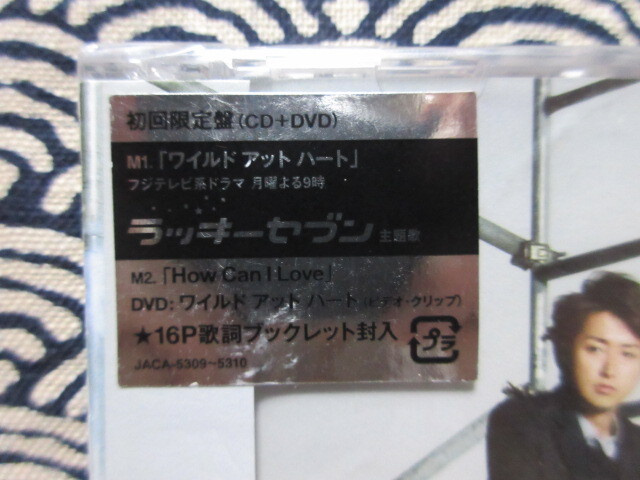 初回限定盤(CD+DVD)
M1.「ワイルド アット ハート」
フジテレビ系ドラマ 月曜よる9時
ラッキーセブン 主題歌
M2.「How Can I Love」
DVD: ワイルド アット ハート(ビデオ・クリップ)
★16P歌詞ブックレット封入
プラ
JACA-5309~5310